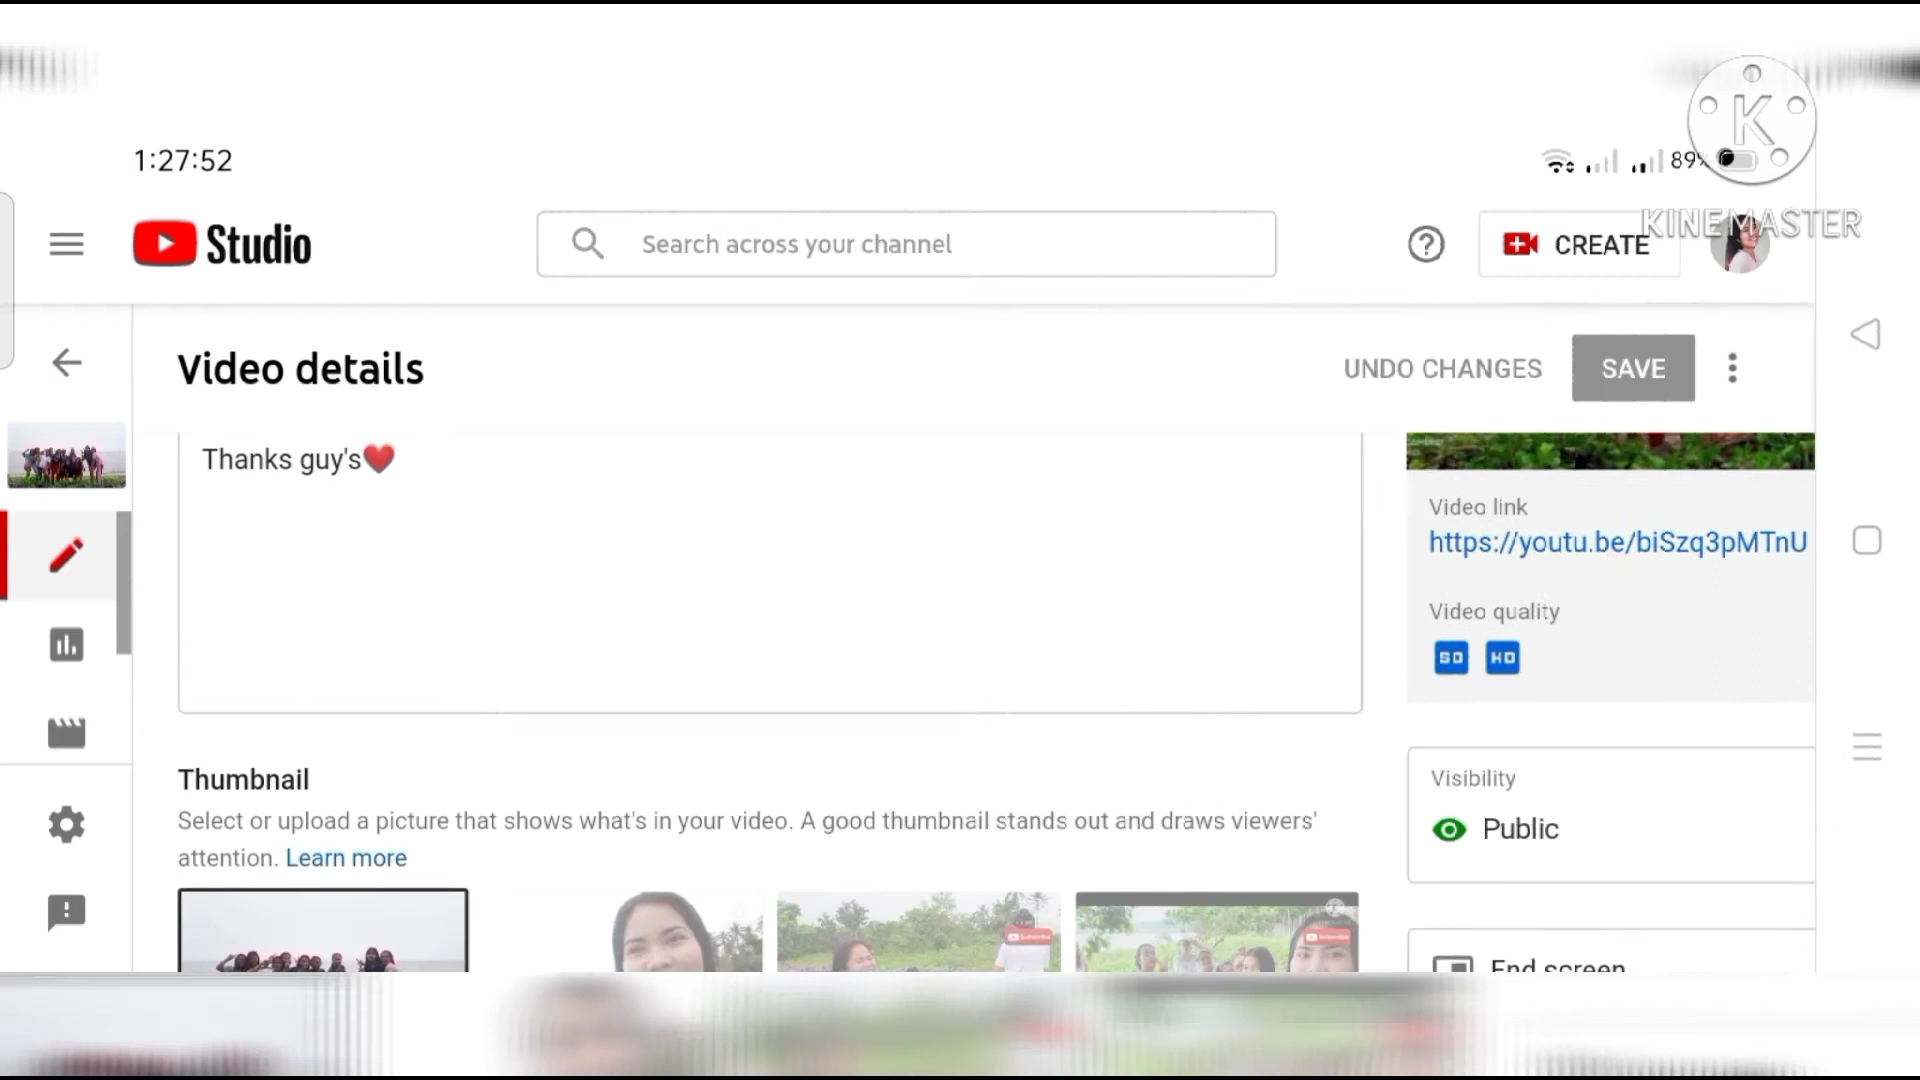 1:27:52
89%
KINEMASTER
Studio
Search across your channel
CREATE
Video details
UNDO CHANGES
SAVE
Thanks guy's❤️
Video link
https://youtu.be/biSzq3pMTnU
Video quality
SD HD
Thumbnail
Select or upload a picture that shows what's in your video. A good thumbnail stands out and draws viewers'
attention. Learn more
Visibility
Public
Subscribe
Subscribe
End screen